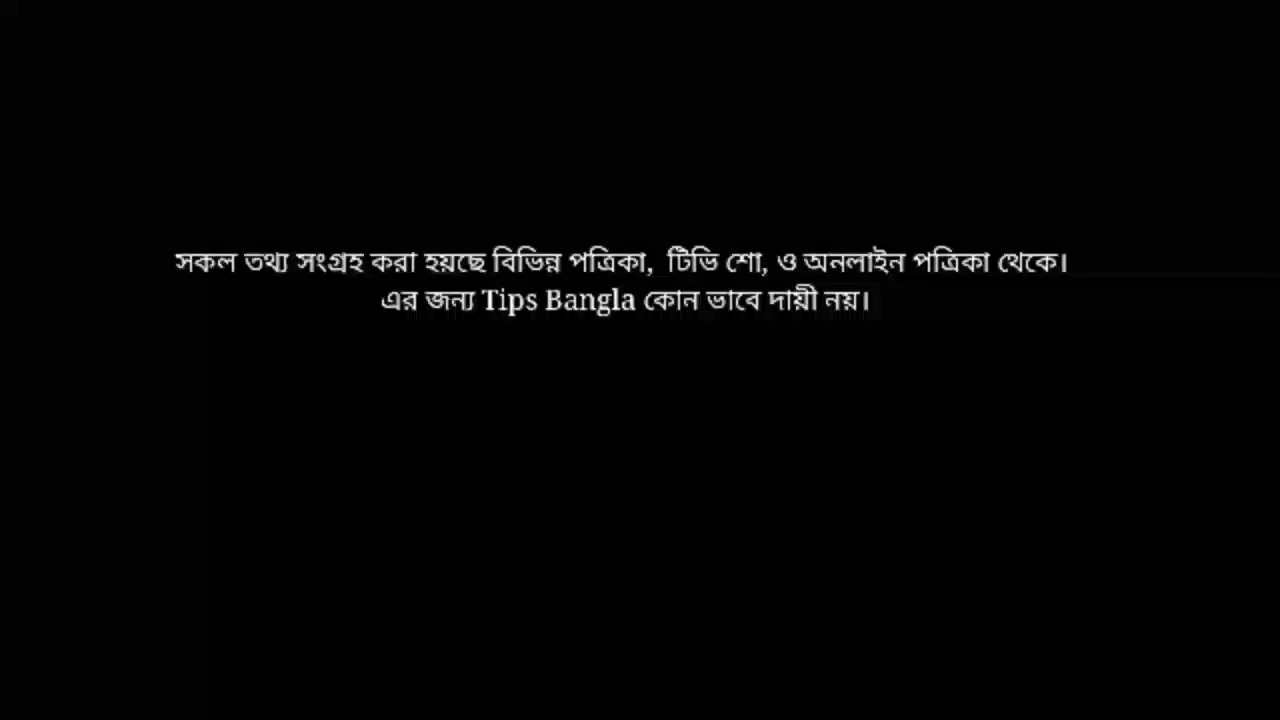 সকল তথ্য সংগ্রহ করা হয়ছে বিভিন্ন পত্রিকা, টিভি শো, ও অনলাইন পত্রিকা থেকে।
এর জন্য Tips Bangla কোন ভাবে দায়ী নয়।